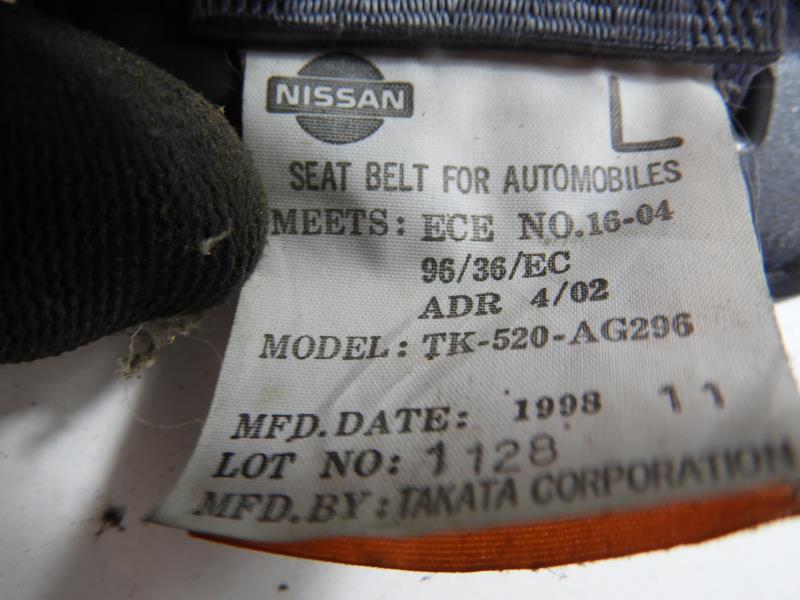 NISSAN
L
SEAT BELT FOR AUTOMOBILES
MEETS: ECE NO.16-04
96/36/EC
ADR 4/02
MODEL: TK-520-AG296
MFD.DATE: 1998 11
LOT NO: 1128
MFD.BY: TAKATA CORPORATION